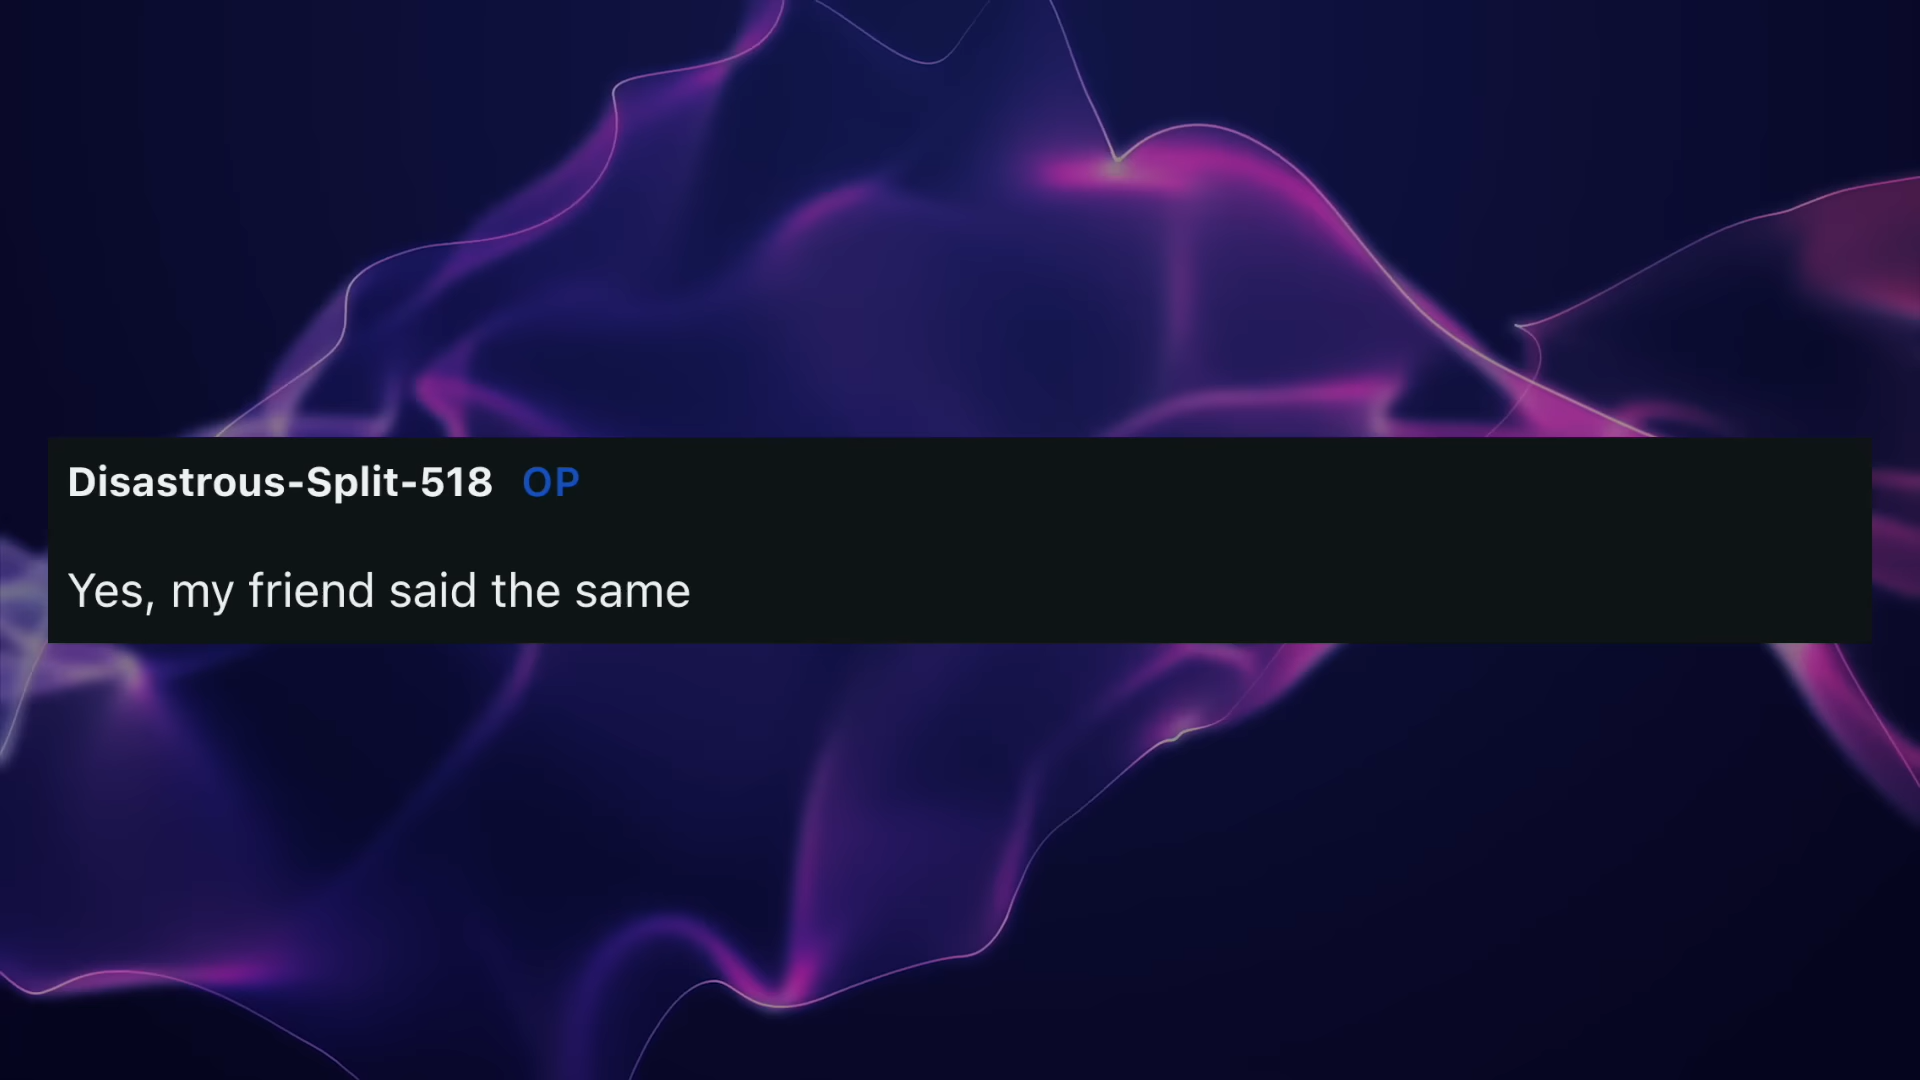 Disastrous-Split-518 OP
Yes, my friend said the same